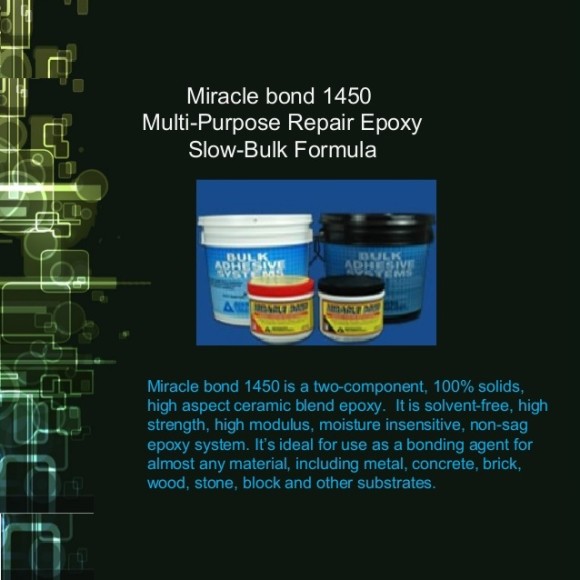 Miracle bond 1450
Multi-Purpose Repair Epoxy
Slow-Bulk Formula
BULK
ADHESIVE
SYSTEMS
BULK
ADHESIVE
SYSTEMS
Miracle bond 1450 is a two-component, 100% solids,
high aspect ceramic blend epoxy. It is solvent-free, high
strength, high modulus, moisture insensitive, non-sag
epoxy system. It’s ideal for use as a bonding agent for
almost any material, including metal, concrete, brick,
wood, stone, block and other substrates.